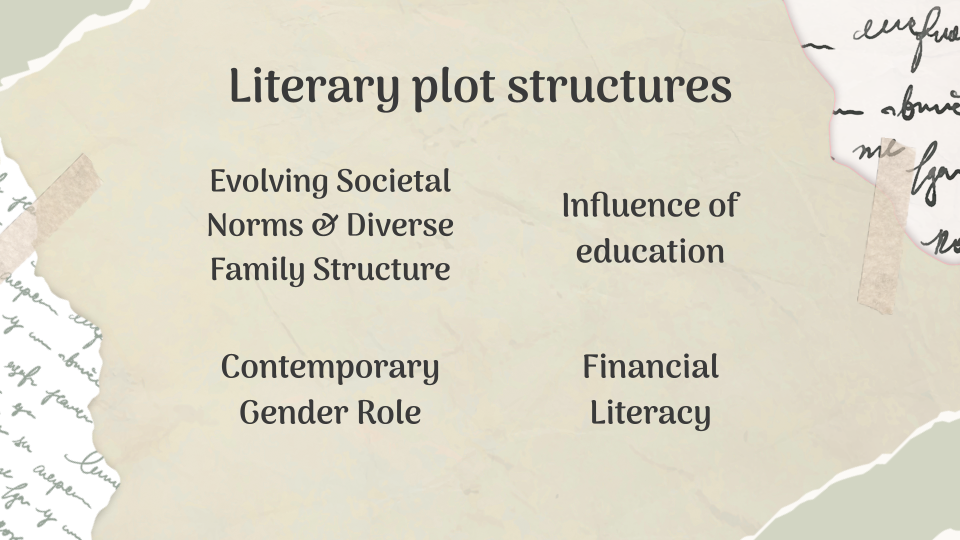 Literary plot structures
Evolving Societal
Norms & Diverse
Family Structure
Influence of
education
Contemporary
Gender Role
Financial
Literacy